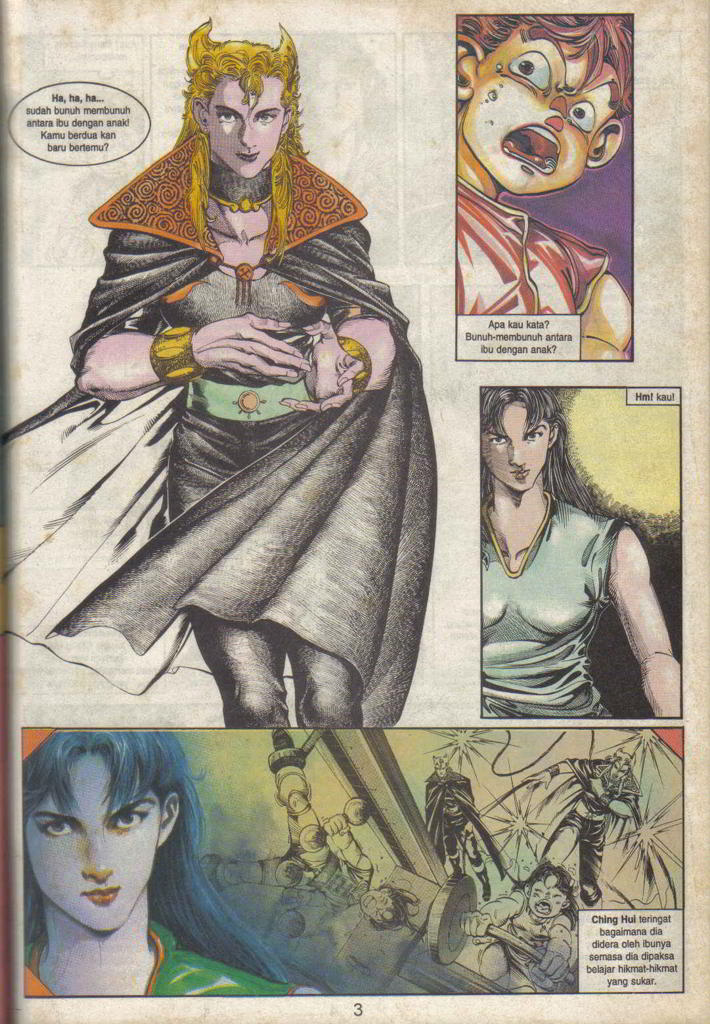 Ha, ha, ha...
sudah bunuh membunuh
antara ibu dengan anak!
Kamu berdua kan
baru bertemu?
Apa kau kata?
Bunuh-membunuh antara
ibu dengan anak?
Hm! kau!
Ching Hui teringat
bagaimana dia
didera oleh ibunya
semasa dia dipaksa
belajar hikmat-hikmat
yang sukar.
3